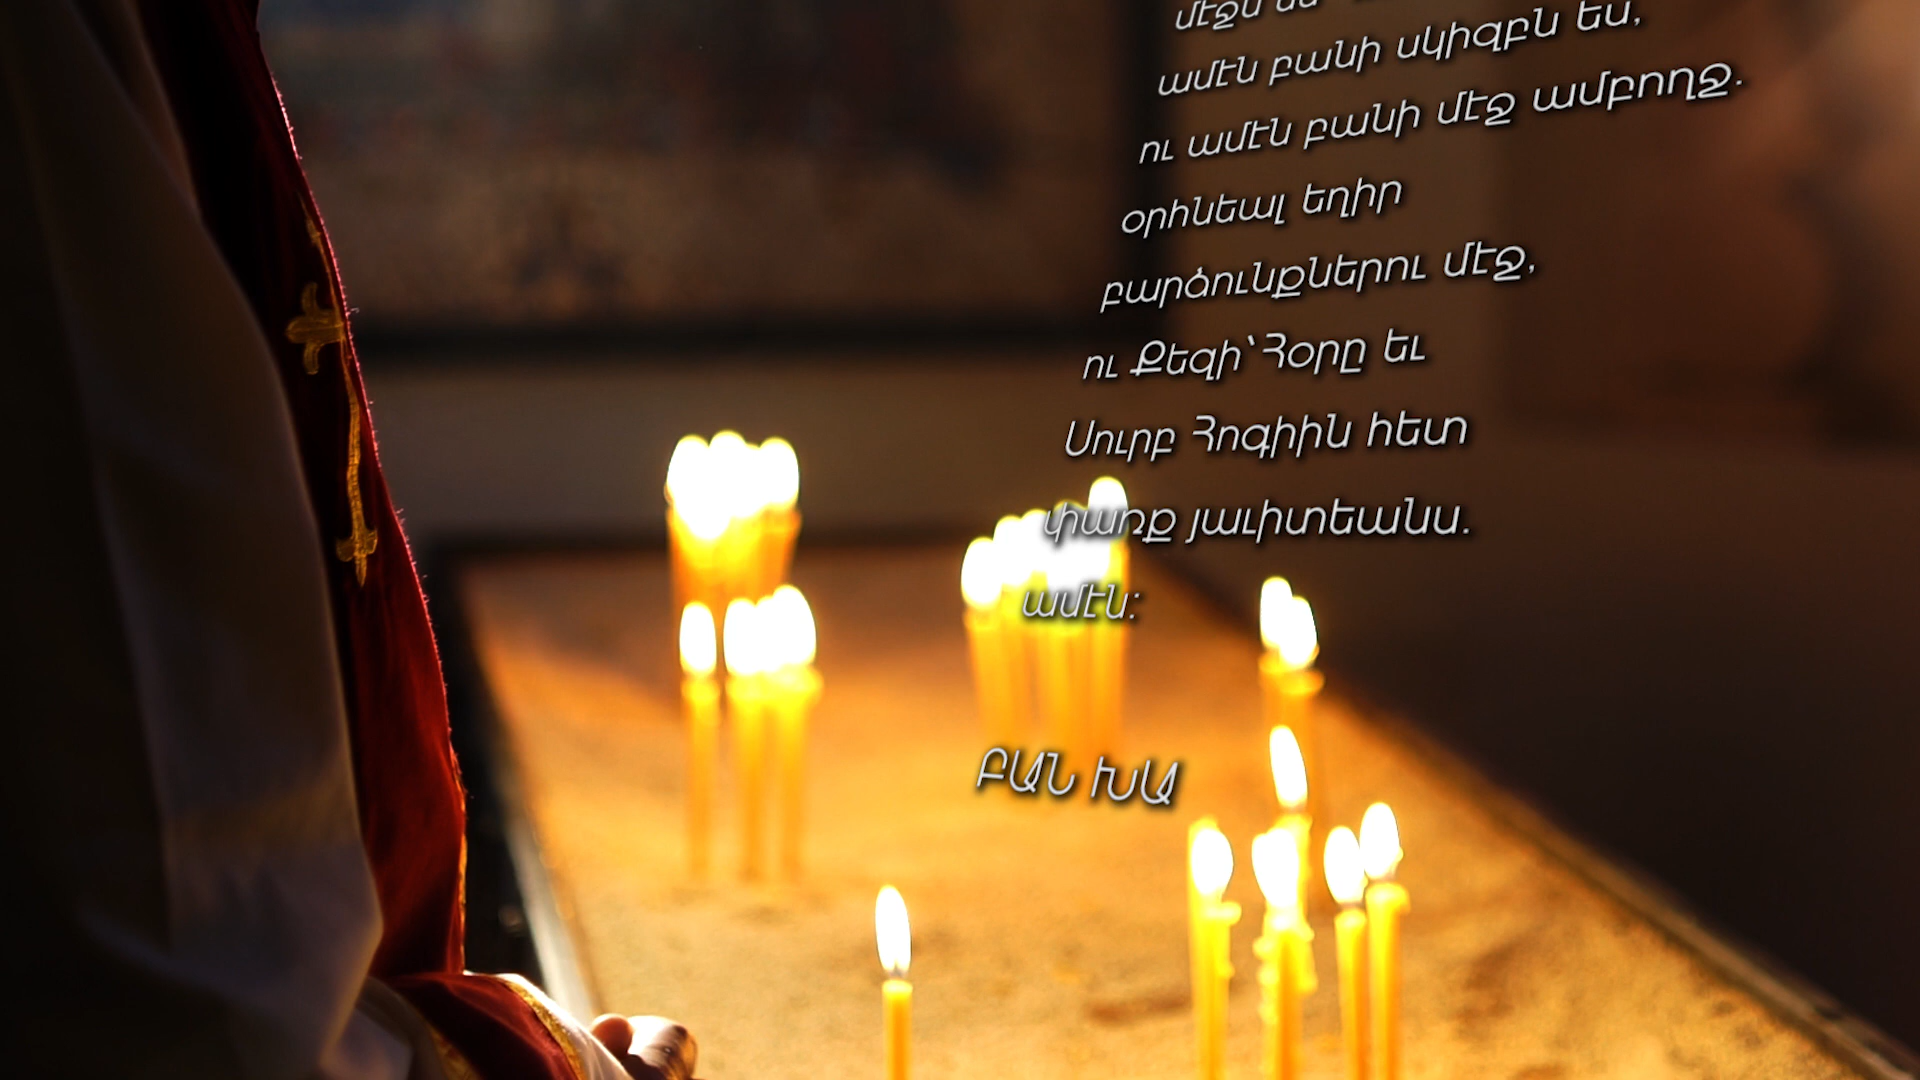 ամէն բանի սկիզբն ես,
ու ամէն բանի մէջ ամբողջ.
օրհնեալ եղիր
բարձունքներու մէջ,
ու Քեզի՝ Հօրը եւ
Սուրբ Հոգիին հետ
փառք յաւիտեանս.
ամէն:
ԲԱՆ ԽԱ